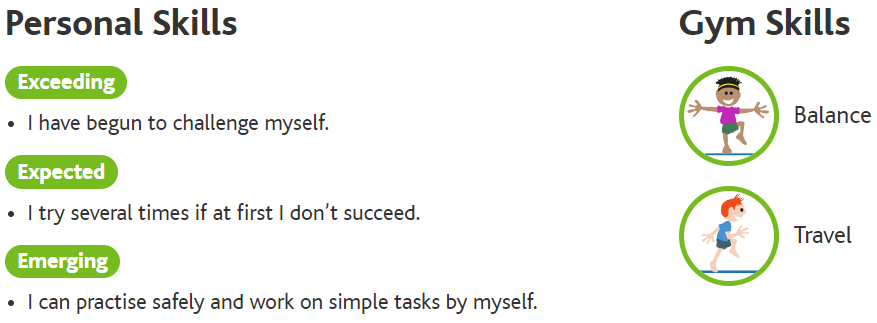 Personal Skills
Exceeding
• I have begun to challenge myself.
Expected
• I try several times if at first I don’t succeed.
Emerging
• I can practise safely and work on simple tasks by myself.
Gym Skills
Balance
Travel